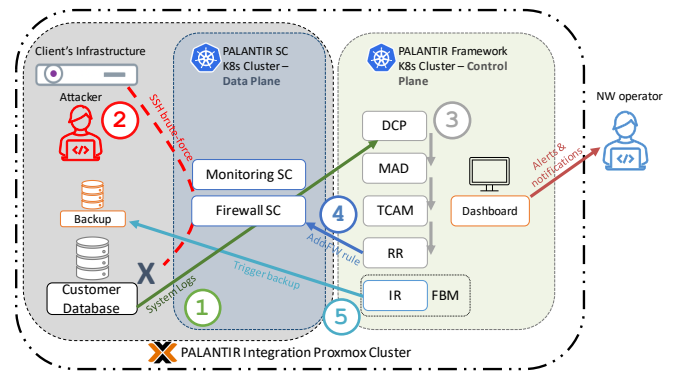 Client's Infrastructure
Attacker
2
SSH brute-force
Backup
Customer
Database
X
System Logs
1
PALANTIR SC
K8s Cluster –
Data Plane
Monitoring SC
Firewall SC
4
Add FW rule
Trigger backup
5
PALANTIR Framework
K8s Cluster – Control
Plane
DCP
3
MAD
TCAM
RR
IR
FBM
Dashboard
Alerts &
notifications
NW operator
PALANTIR Integration Proxmox Cluster